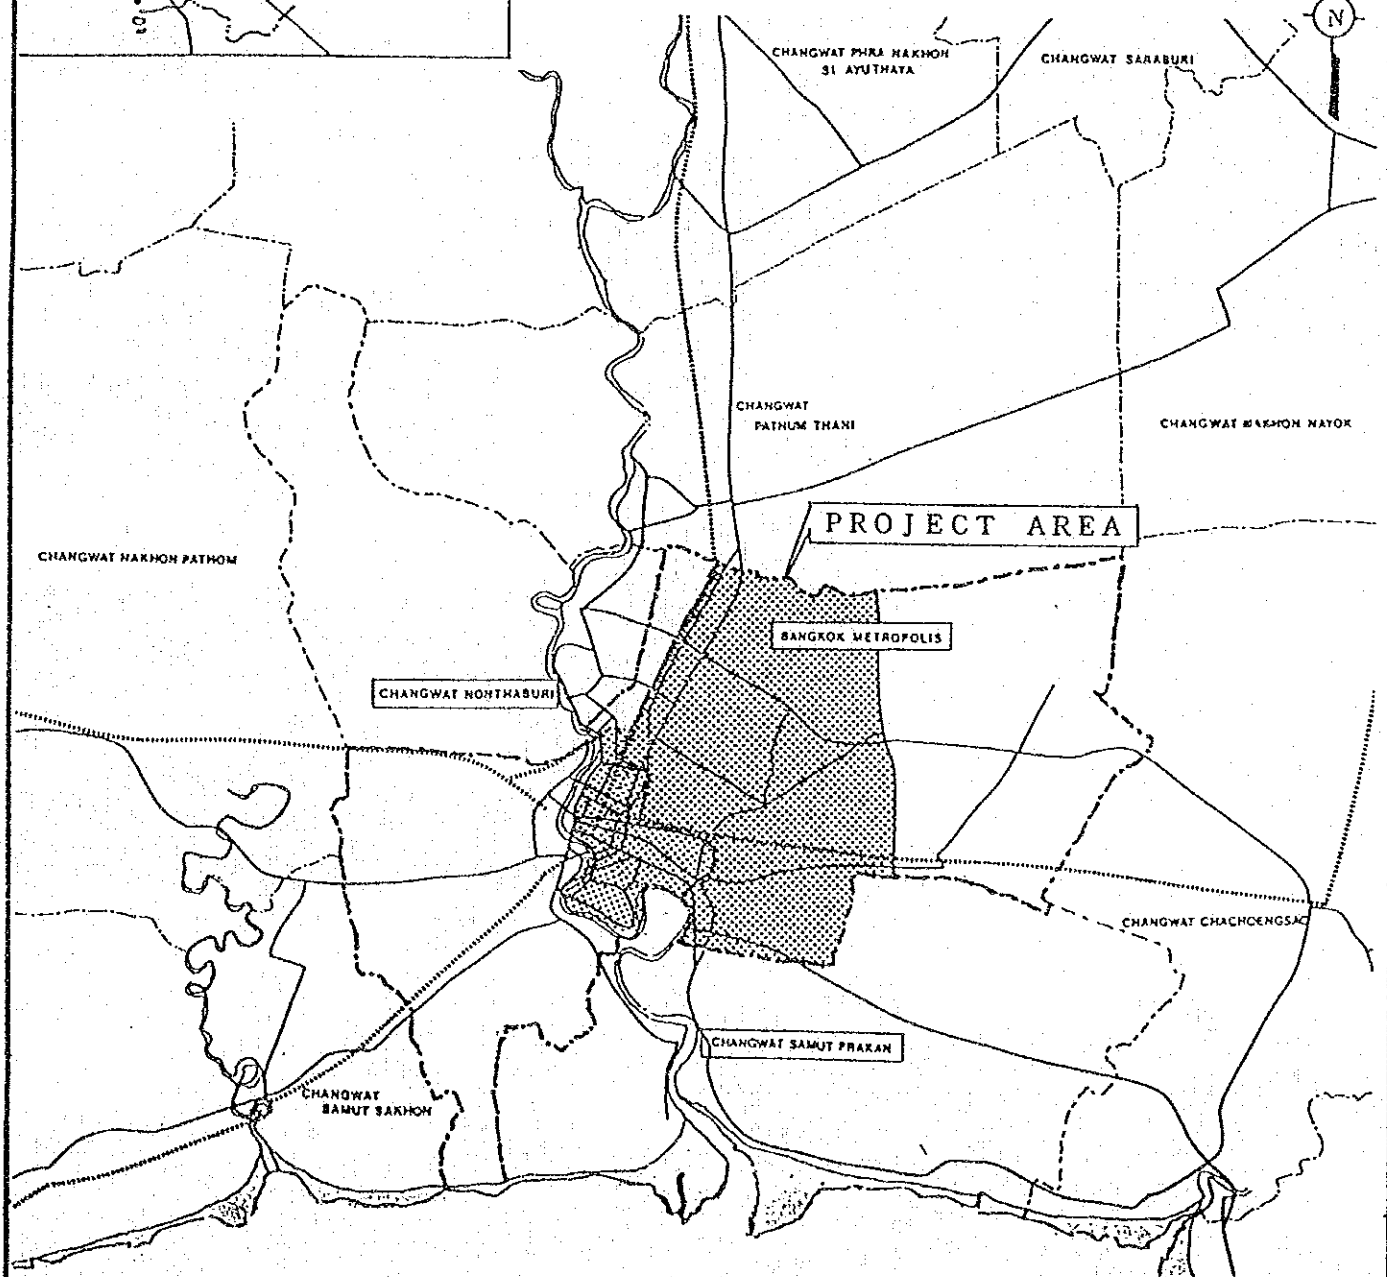 N
CHANGWAT PHRA NAKHON
SI AYUTHAYA
CHANGWAT SARABURI
CHANGWAT
PATHUM THANI
CHANGWAT NAKHON NAYOK
PROJECT AREA
CHANGWAT NAKHON PATHOM
BANGKOK METROPOLIS
CHANGWAT NONTHABURI
CHANGWAT CHACHOENGSAO
CHANGWAT SAMUT PRAKAN
CHANGWAT
SAMUT SAKHON